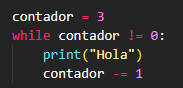 contador = 3
while contador != 0:
    print("Hola")
    contador -= 1